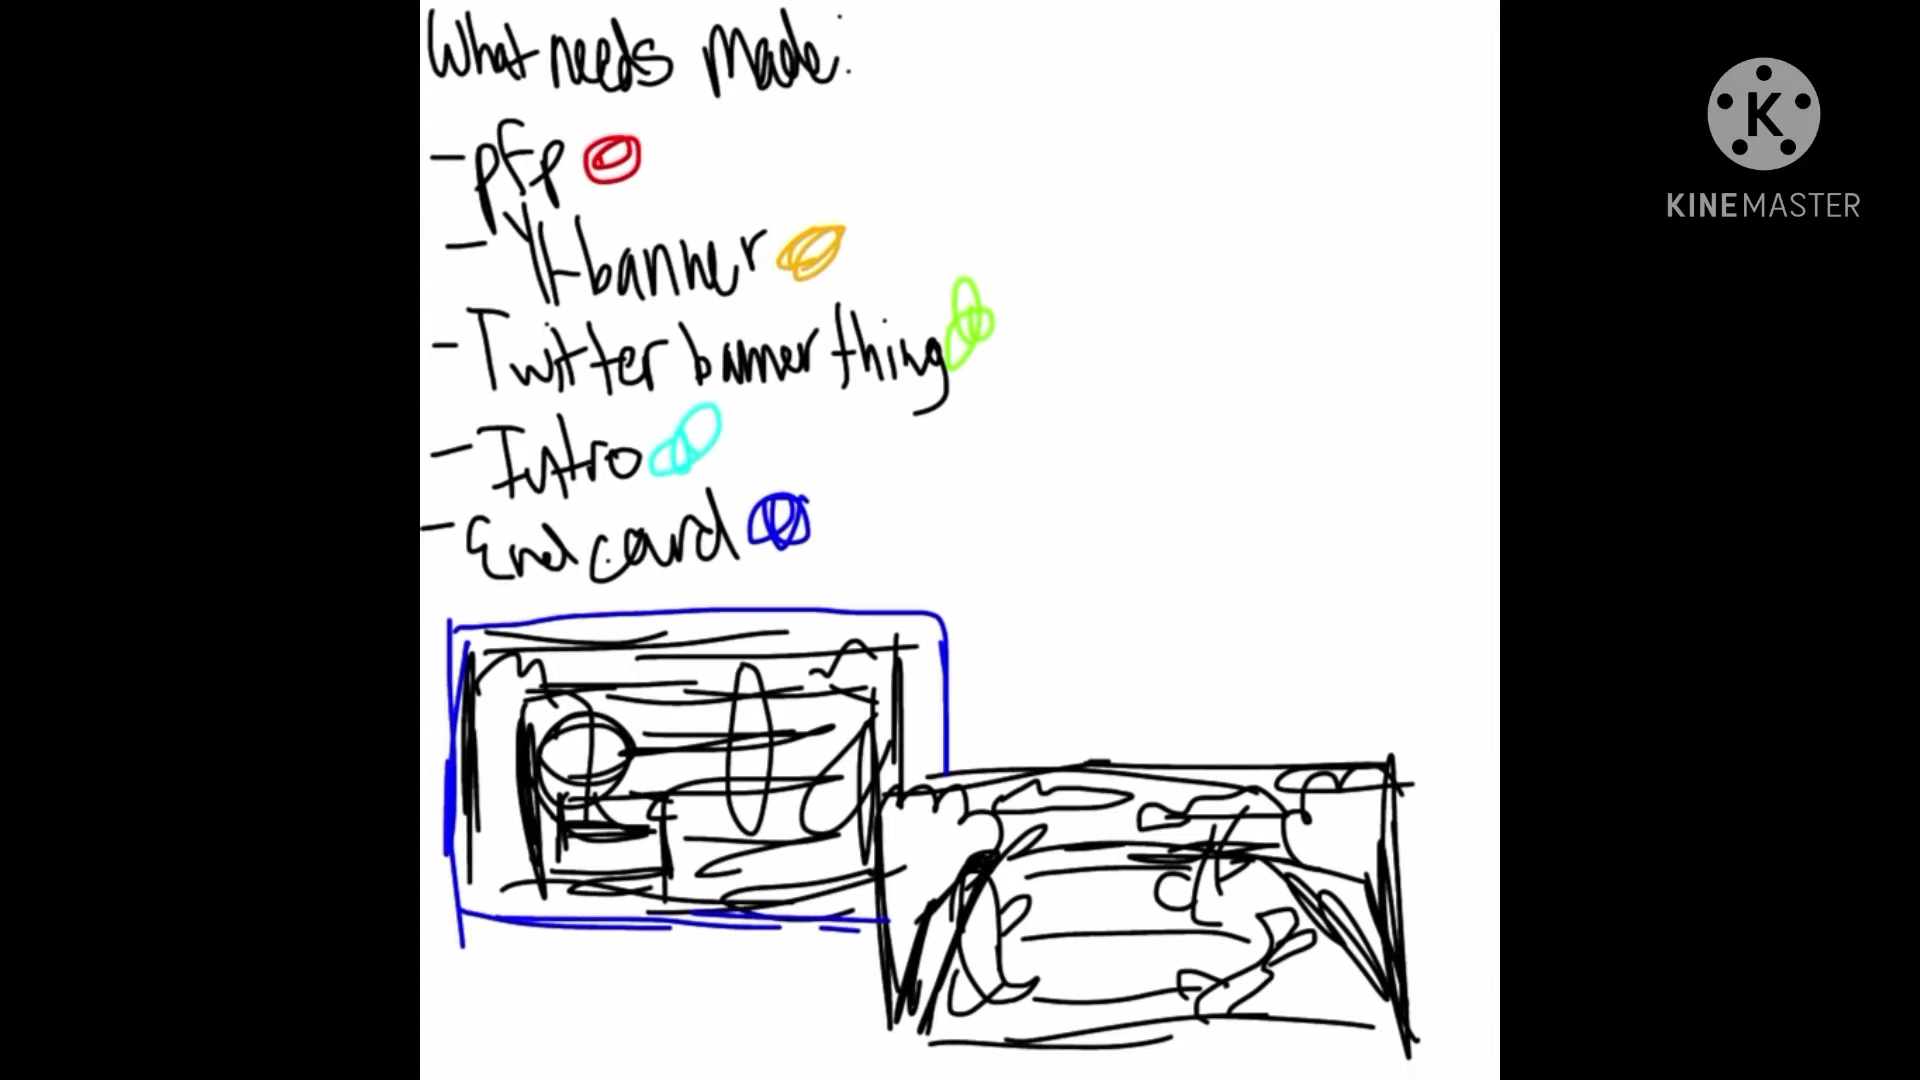 What needs made:
- pfp
- Yt banner
- Twitter banner thing
- Intro
- End card
K
KINEMASTER